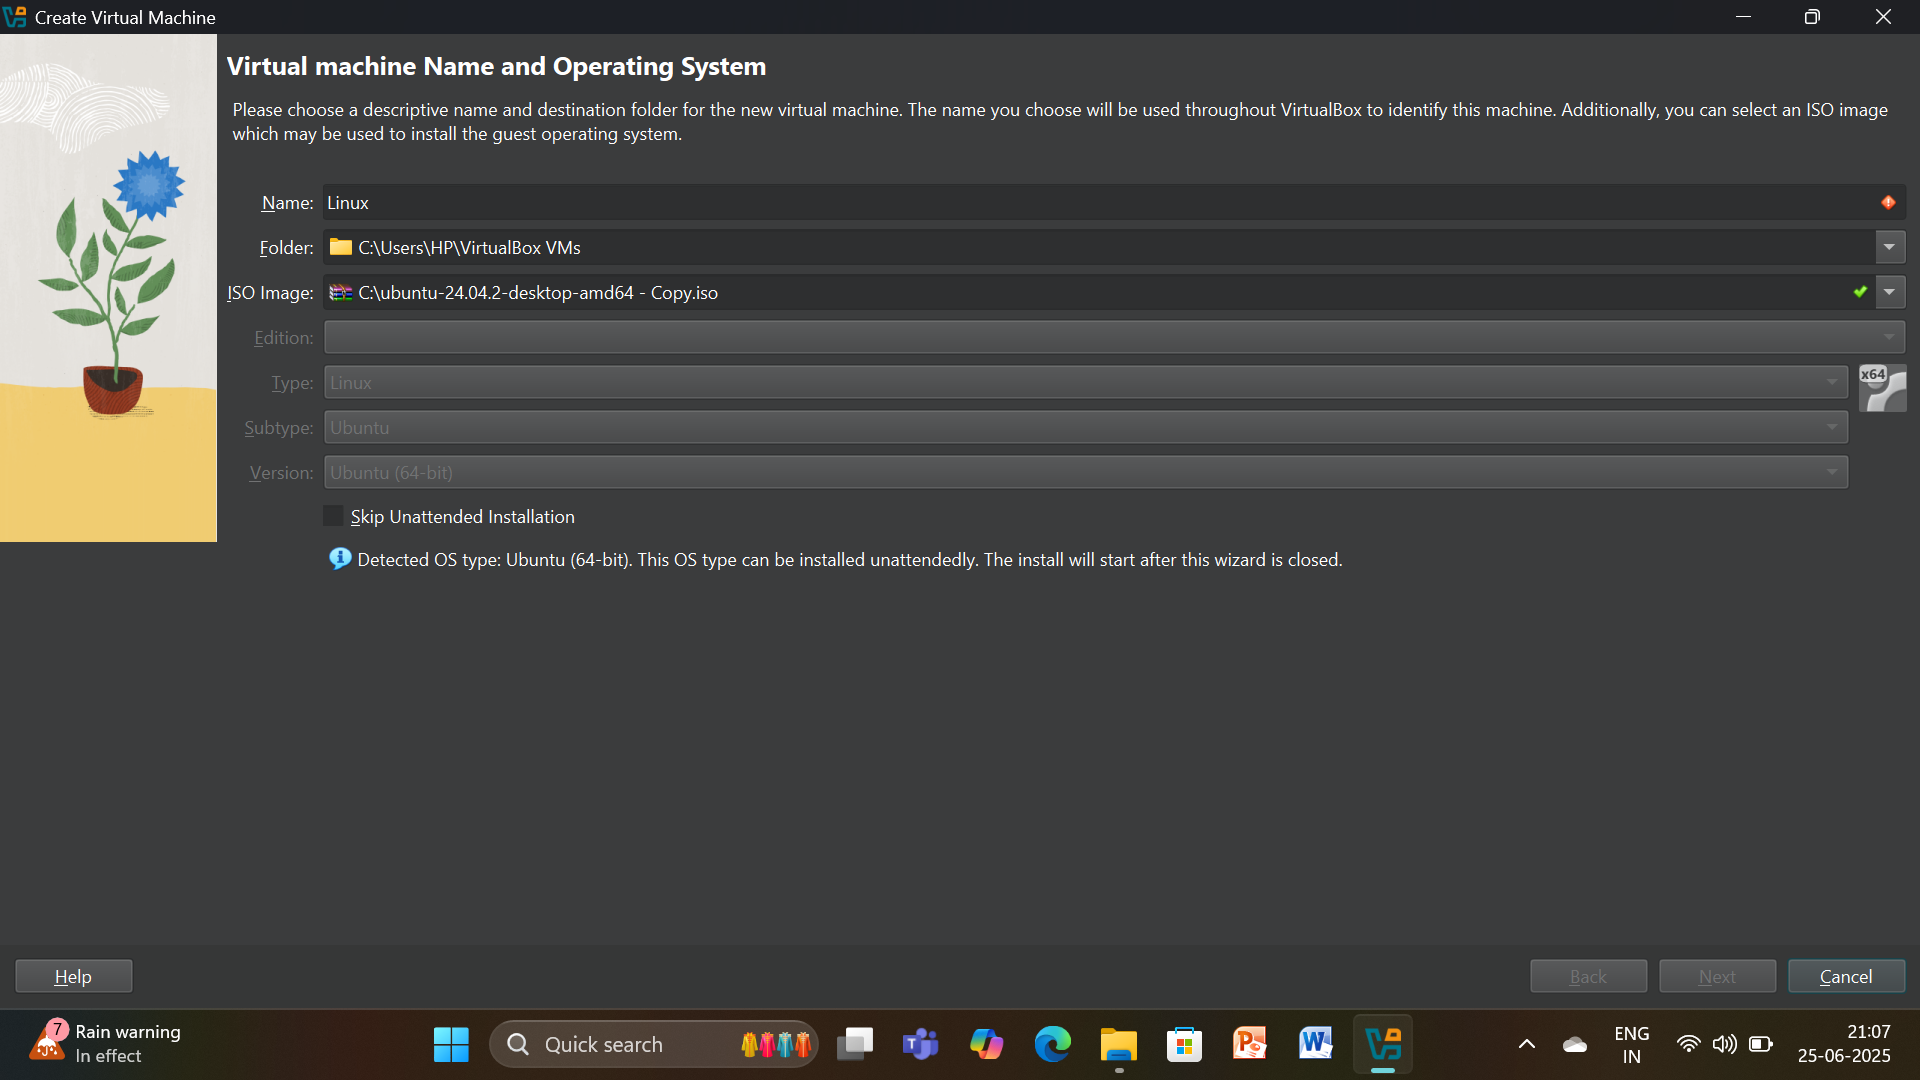 Create Virtual Machine
Virtual machine Name and Operating System
Please choose a descriptive name and destination folder for the new virtual machine. The name you choose will be used throughout VirtualBox to identify this machine. Additionally, you can select an ISO image
which may be used to install the guest operating system.
Name: Linux
Folder: C:\Users\HP\VirtualBox VMs
ISO Image: C:\ubuntu-24.04.2-desktop-amd64 - Copy.iso
Edition:
Type: Linux
x64
Subtype: Ubuntu
Version: Ubuntu (64-bit)
Skip Unattended Installation
Detected OS type: Ubuntu (64-bit). This OS type can be installed unattendedly. The install will start after this wizard is closed.
Help
Back
Next
Cancel
7
Rain warning
In effect
Quick search
ENG
IN
21:07
25-06-2025